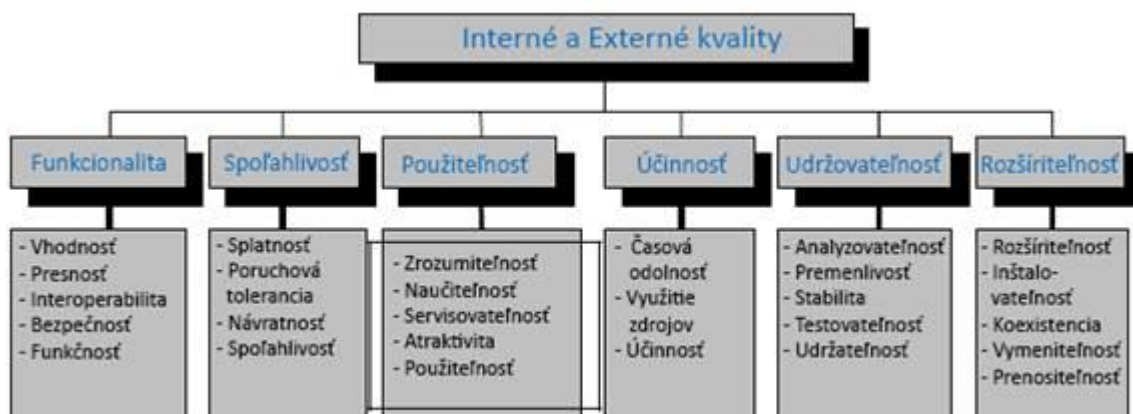 Interné a Externé kvality
Funkcionalita
Spoľahlivosť
Použiteľnosť
Účinnosť
Udržovateľnosť
Rozšíriteľnosť
- Vhodnosť
- Presnosť
- Interoperabilita
- Bezpečnosť
- Funkčnosť
- Splatnosť
- Poruchová
tolerancia
- Návratnosť
- Spoľahlivosť
- Zrozumiteľnosť
- Naučiteľnosť
- Servisovateľnosť
- Atraktivita
- Použiteľnosť
- Časová
odolnosť
- Využitie
zdrojov
- Účinnosť
- Analyzovateľnosť
- Premenlivosť
- Stabilita
- Testovateľnosť
- Udržateľnosť
- Rozšíriteľnosť
- Inštalo-
vateľnosť
- Koexistencia
- Vymeniteľnosť
- Prenositeľnosť